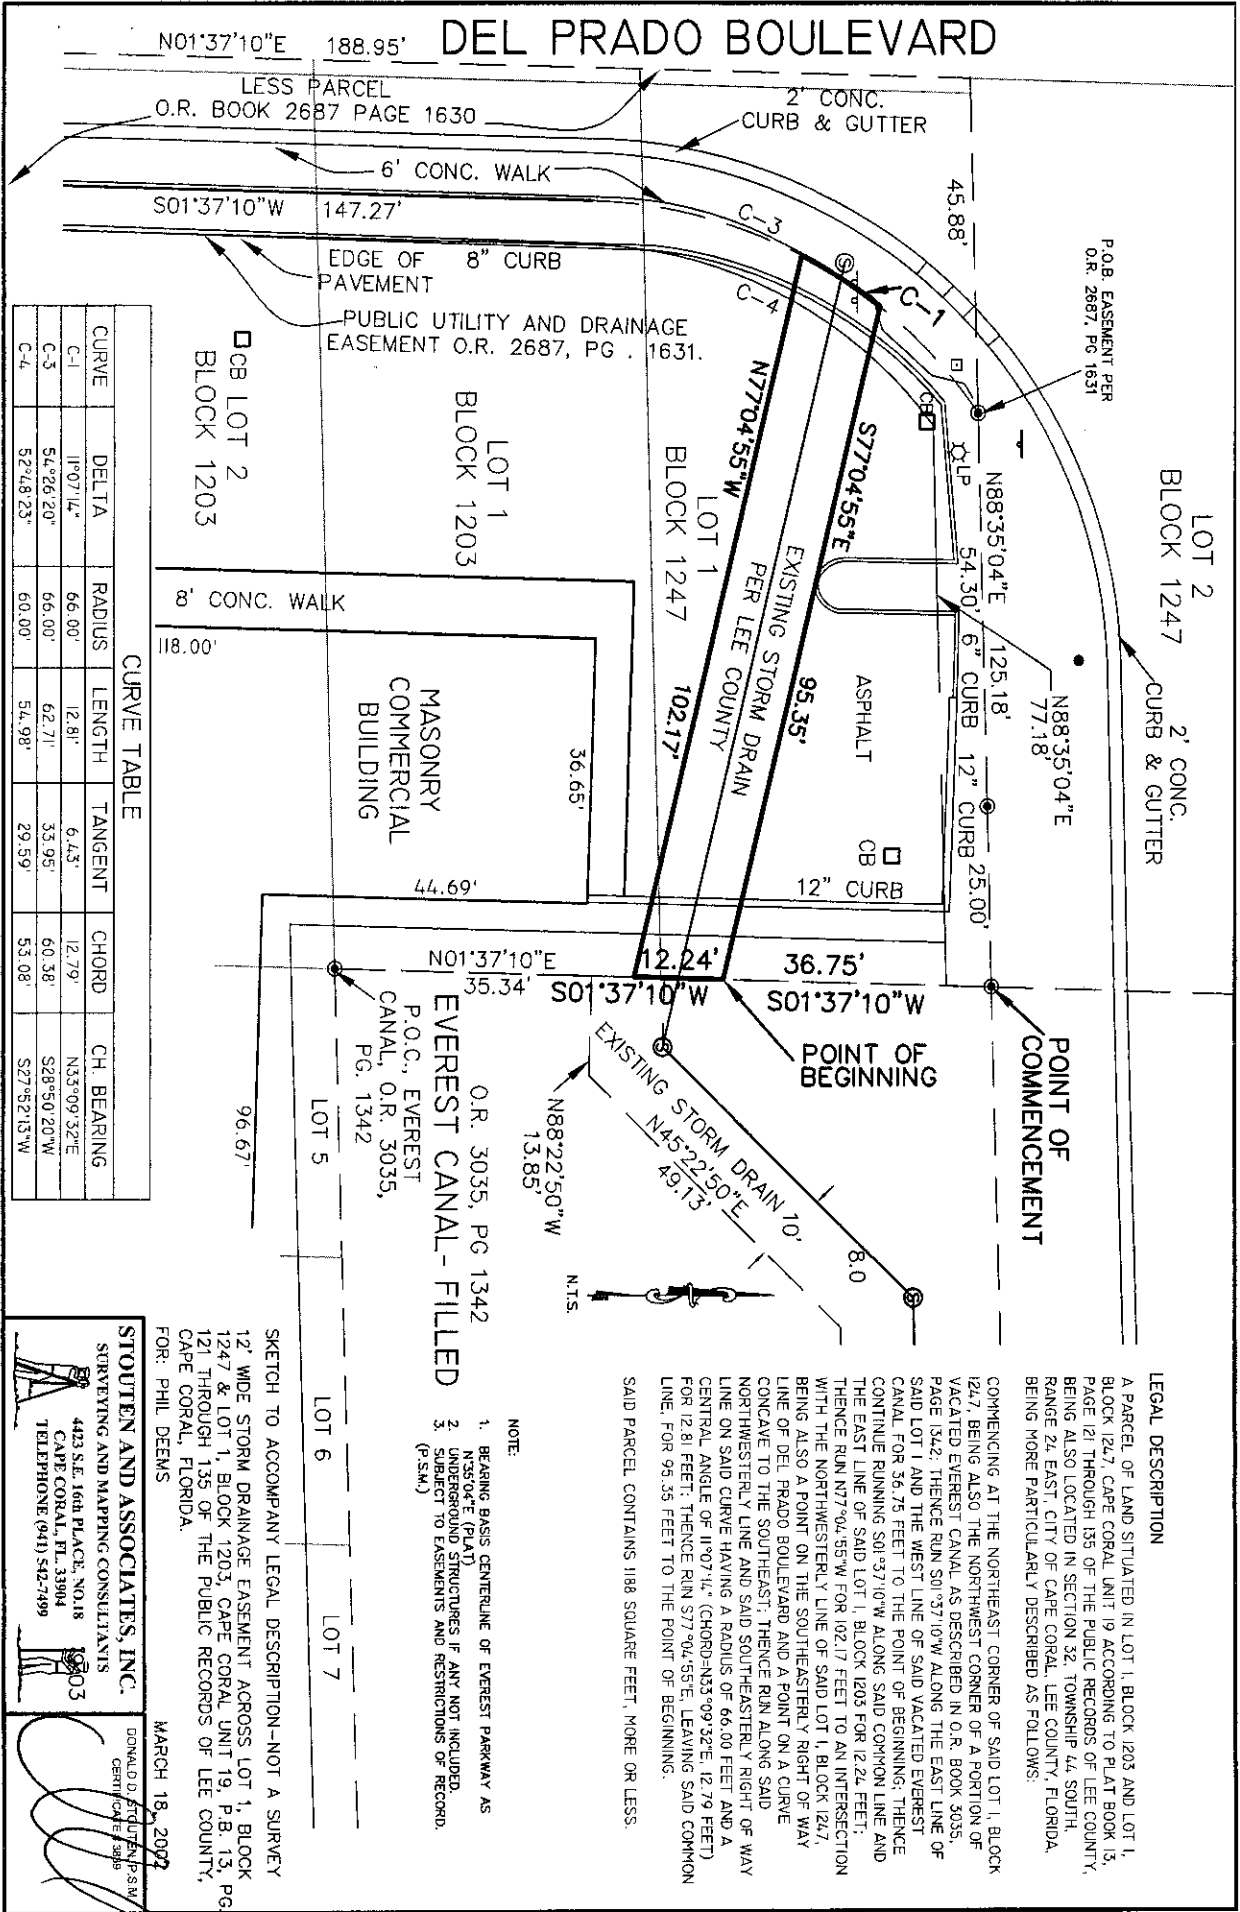 DEL PRADO BOULEVARD
N01°37'10"E 188.95'
LESS PARCEL
O.R. BOOK 2687 PAGE 1630
2' CONC.
CURB & GUTTER
6' CONC. WALK
S01°37'10"W 147.27'
EDGE OF
PAVEMENT
8" CURB
PUBLIC UTILITY AND DRAINAGE
EASEMENT O.R. 2687, PG . 1631.
C-3
C-4
C-1
45.88'
P.O.B. EASEMENT PER
O.R. 2687, PG 1631
LOT 2
BLOCK 1247
2' CONC.
CURB & GUTTER
CB
LP
N88°35'04"E 125.18'
54.30'
6" CURB
12" CURB
25.00'
N88°35'04"E
77.18'
S77°04'55"E
95.35'
EXISTING STORM DRAIN
PER LEE COUNTY
N77°04'55"W
102.17'
ASPHALT
CB
12" CURB
LOT 1
BLOCK 1247
LOT 1
BLOCK 1203
CB LOT 2
BLOCK 1203
8' CONC. WALK
118.00'
MASONRY
COMMERCIAL
BUILDING
36.65'
44.69'
N01°37'10"E
35.34'
12.24'
S01°37'10"W
36.75'
S01°37'10"W
POINT OF
BEGINNING
POINT OF
COMMENCEMENT
EXISTING STORM DRAIN 10'
N45°22'50"E
49.13'
8.0
N88°22'50"W
13.85'
O.R. 3035, PG 1342
EVEREST CANAL- FILLED
P.O.C., EVEREST
CANAL, O.R. 3035,
PG. 1342
96.67'
LOT 5
LOT 6
LOT 7
N.T.S.
CURVE TABLE
CURVE DELTA RADIUS LENGTH TANGENT CHORD CH. BEARING
C-1 11°07'14" 66.00' 12.81' 6.43' 12.79' N33°09'32"E
C-3 54°26'20" 66.00' 62.71' 33.95' 60.38' S28°50'20"W
C-4 52°48'23" 60.00' 54.98' 29.59' 53.08' S27°52'13"W
LEGAL DESCRIPTION
A PARCEL OF LAND SITUATED IN LOT 1, BLOCK 1203 AND LOT 1,
BLOCK 1247, CAPE CORAL UNIT 19 ACCORDING TO PLAT BOOK 13,
PAGE 121 THROUGH 135 OF THE PUBLIC RECORDS OF LEE COUNTY,
BEING ALSO LOCATED IN SECTION 32, TOWNSHIP 44 SOUTH,
RANGE 24 EAST, CITY OF CAPE CORAL, LEE COUNTY, FLORIDA,
BEING MORE PARTICULARLY DESCRIBED AS FOLLOWS:
COMMENCING AT THE NORTHEAST CORNER OF SAID LOT 1, BLOCK
1247, BEING ALSO THE NORTHWEST CORNER OF A PORTION OF
VACATED EVEREST CANAL AS DESCRIBED IN O.R. BOOK 3035,
PAGE 1342; THENCE RUN S01°37'10"W ALONG THE EAST LINE OF
SAID LOT 1 AND THE WEST LINE OF SAID VACATED EVEREST
CANAL FOR 36.75 FEET TO THE POINT OF BEGINNING; THENCE
CONTINUE RUNNING S01°37'10"W ALONG SAID COMMON LINE AND
THE EAST LINE OF SAID LOT 1, BLOCK 1203 FOR 12.24 FEET;
THENCE RUN N77°04'55"W FOR 102.17 FEET TO AN INTERSECTION
WITH THE NORTHWESTERLY LINE OF SAID LOT 1, BLOCK 1247,
BEING ALSO A POINT ON THE SOUTHEASTERLY RIGHT OF WAY
LINE OF DEL PRADO BOULEVARD AND A POINT ON A CURVE
CONCAVE TO THE SOUTHEAST; THENCE RUN ALONG SAID
NORTHWESTERLY LINE AND SAID SOUTHEASTERLY RIGHT OF WAY
LINE ON SAID CURVE HAVING A RADIUS OF 66.00 FEET AND A
CENTRAL ANGLE OF 11°07'14" (CHORD=N33°09'32"E, 12.79 FEET)
FOR 12.81 FEET; THENCE RUN S77°04'55"E, LEAVING SAID COMMON
LINE, FOR 95.35 FEET TO THE POINT OF BEGINNING.
SAID PARCEL CONTAINS 1188 SQUARE FEET, MORE OR LESS.
NOTE:
1. BEARING BASIS CENTERLINE OF EVEREST PARKWAY AS
N°35'04"E (PLAT)
2. UNDERGROUND STRUCTURES IF ANY NOT INCLUDED.
3. SUBJECT TO EASEMENTS AND RESTRICTIONS OF RECORD.
(P.S.M.)
SKETCH TO ACCOMPANY LEGAL DESCRIPTION-NOT A SURVEY
12' WIDE STORM DRAINAGE EASEMENT ACROSS LOT 1, BLOCK
1247 & LOT 1, BLOCK 1203, CAPE CORAL UNIT 19, P.B. 13, PG.
121 THROUGH 135 OF THE PUBLIC RECORDS OF LEE COUNTY,
CAPE CORAL, FLORIDA.
FOR: PHIL DEEMS
MARCH 18, 2002
STOUTEN AND ASSOCIATES, INC.
SURVEYING AND MAPPING CONSULTANTS
4423 S.E. 16th PLACE, NO.18
CAPE CORAL, FL. 33904
TELEPHONE (941) 542-7499
DONALD D. STOUTEN, P.S.M.
CERTIFICATE # 3889